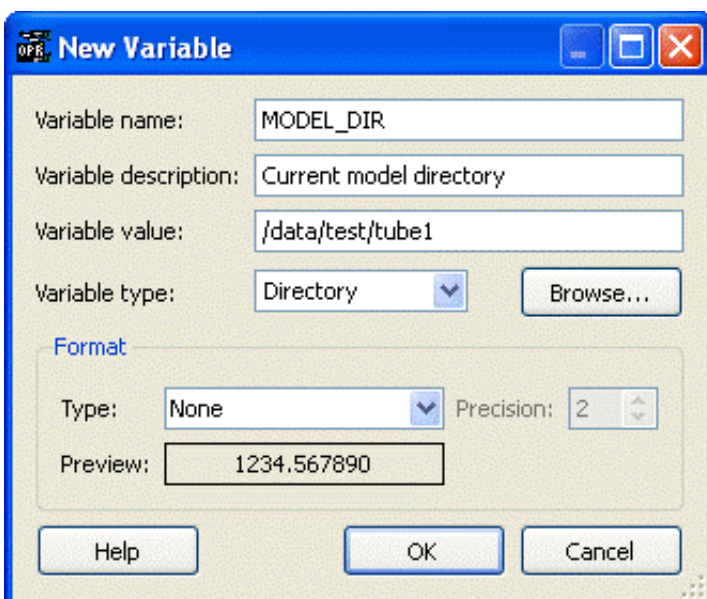 OPR New Variable
Variable name: MODEL_DIR
Variable description: Current model directory
Variable value: /data/test/tube1
Variable type: Directory Browse...
Format
Type: None Precision: 2
Preview: 1234.567890
Help OK Cancel